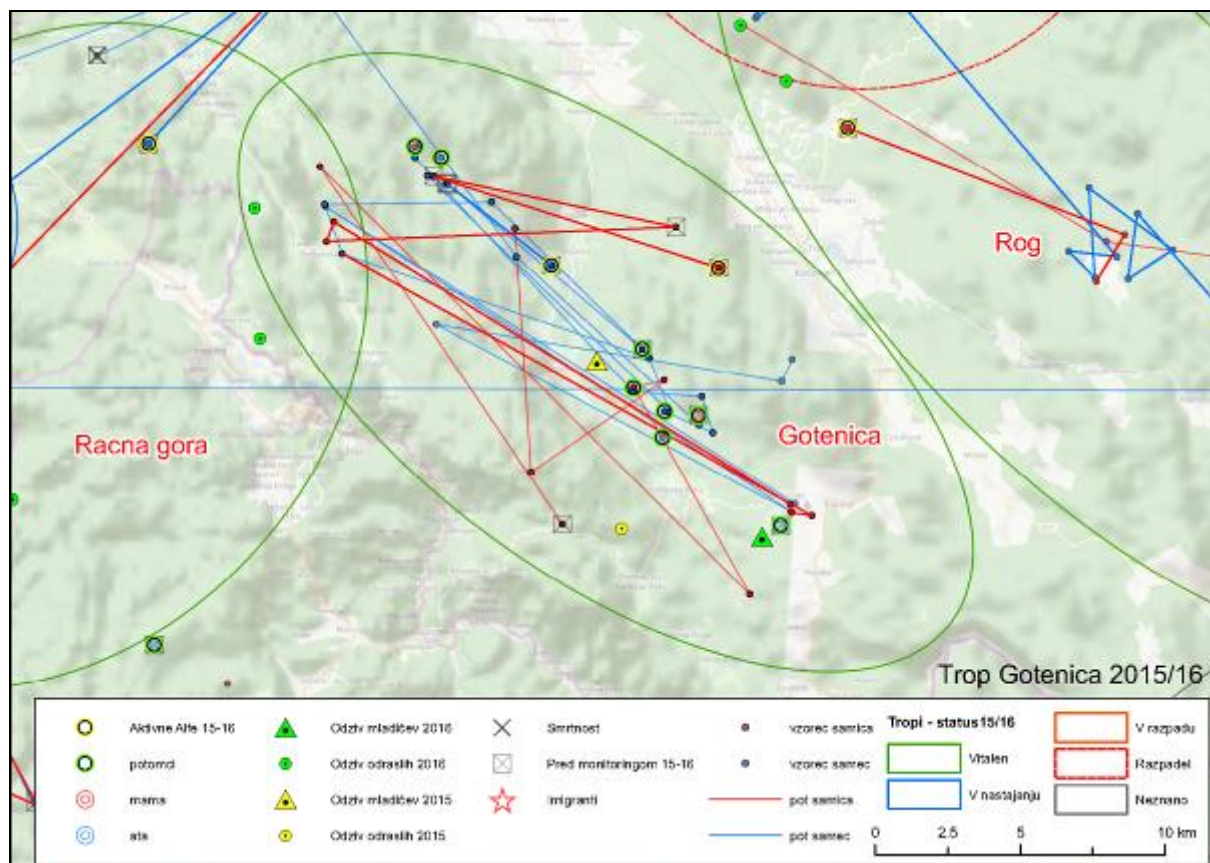 Rog
Racna gora
Gotenica
Trop Gotenica 2015/16
Aktivne Alfe 15-16
potomci
mama
ata
Odziv mladičev 2016
Odziv odraslih 2016
Odziv mladičev 2015
Odziv odraslih 2015
Smrtnost
Pred monitoringom 15-16
Imigranti
vzorec samica
vzorec samec
pot samica
pot samec
Tropi - status 15/16
Vitalen
V nastajanju
V razpadu
Razpadel
Neznano
0 2.5 5 10 km